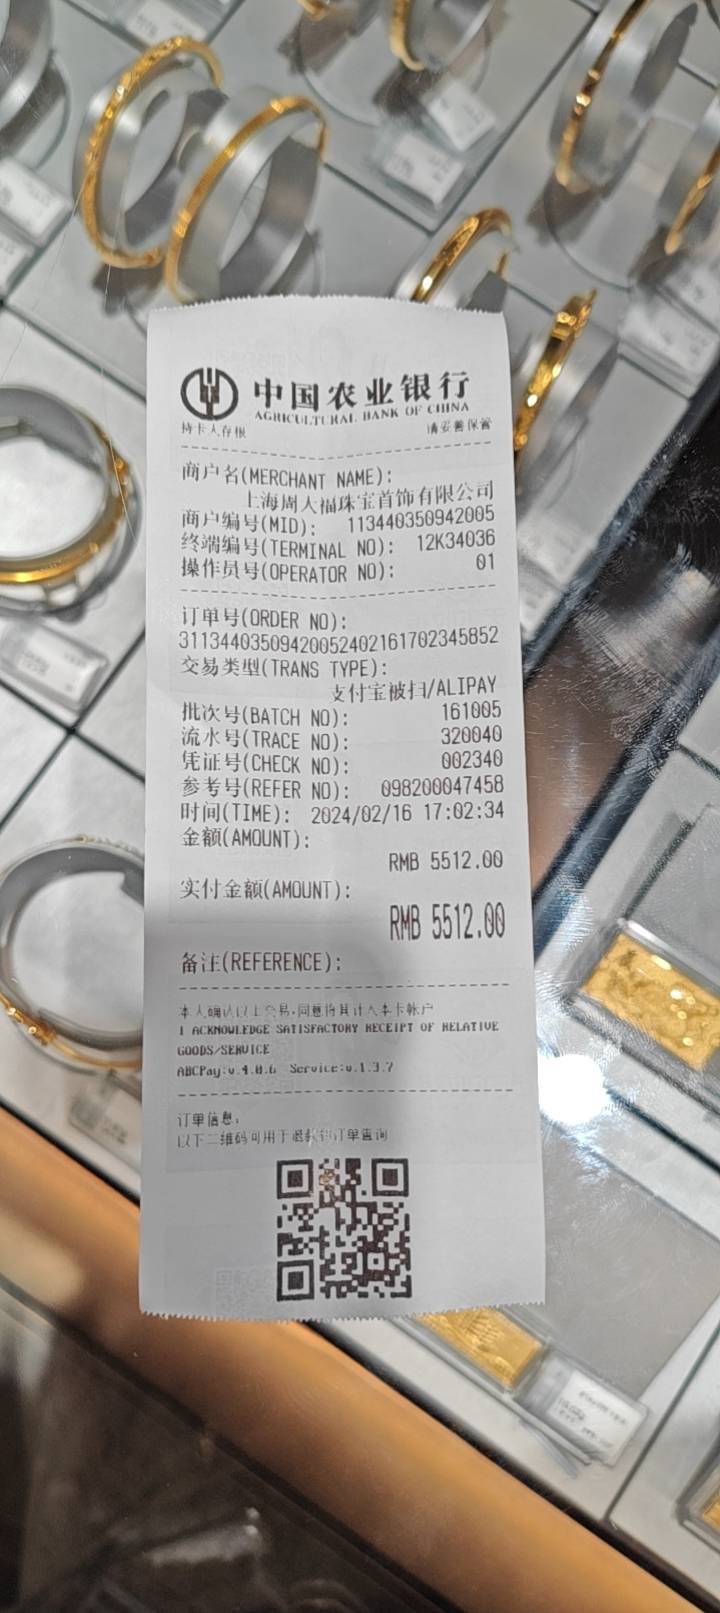 中国农业银行
AGRICULTURAL BANK OF CHINA
持卡人存根 请妥善保管
商户名(MERCHANT NAME):
上海周大福珠宝首饰有限公司
商户编号(MID): 113440350942005
终端编号(TERMINAL NO): 12K34036
操作员号(OPERATOR NO): 01
订单号(ORDER NO):
31134403509420052402161702345852
交易类型(TRANS TYPE):
支付宝被扫/ALIPAY
批次号(BATCH NO): 161005
流水号(TRACE NO): 320040
凭证号(CHECK NO): 002340
参考号(REFER NO): 098200047458
时间(TIME): 2024/02/16 17:02:34
金额(AMOUNT):
RMB 5512.00
实付金额(AMOUNT):
RMB 5512.00
备注(REFERENCE):
本人确认以上交易,同意将其计入本卡帐户
I ACKNOWLEDGE SATISFACTORY RECEIPT OF RELATIVE
GOODS/SERVICE
ABCPay:v.4.0.6 Service:v.1.3.7
订单信息:
以下二维码可用于退款和订单查询